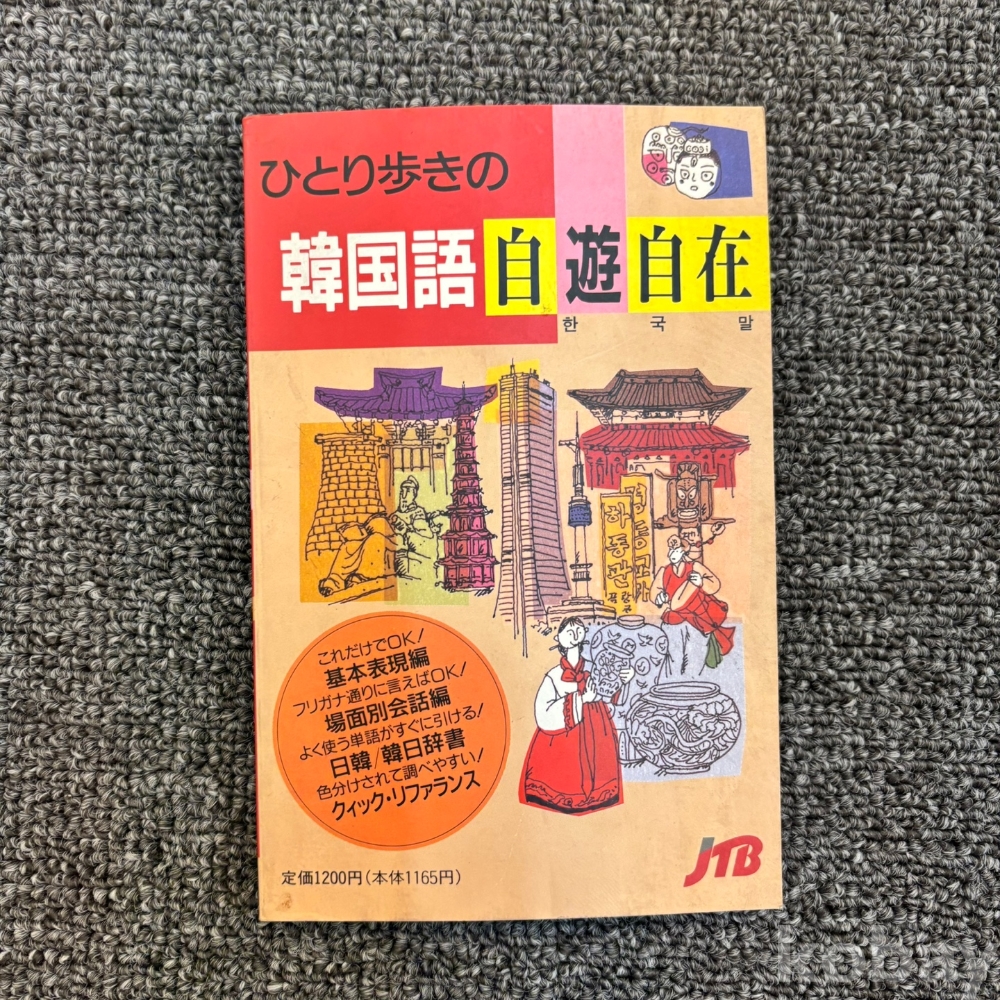 ひとり歩きの
韓国語自遊自在
한국말
하동관
これだけでOK!
基本表現編
フリガナ通りに言えばOK!
場面別会話編
よく使う単語がすぐに引ける!
日韓/韓日辞書
色分けされて調べやすい!
クィック・リファランス
定価1200円(本体1165円)
JTB